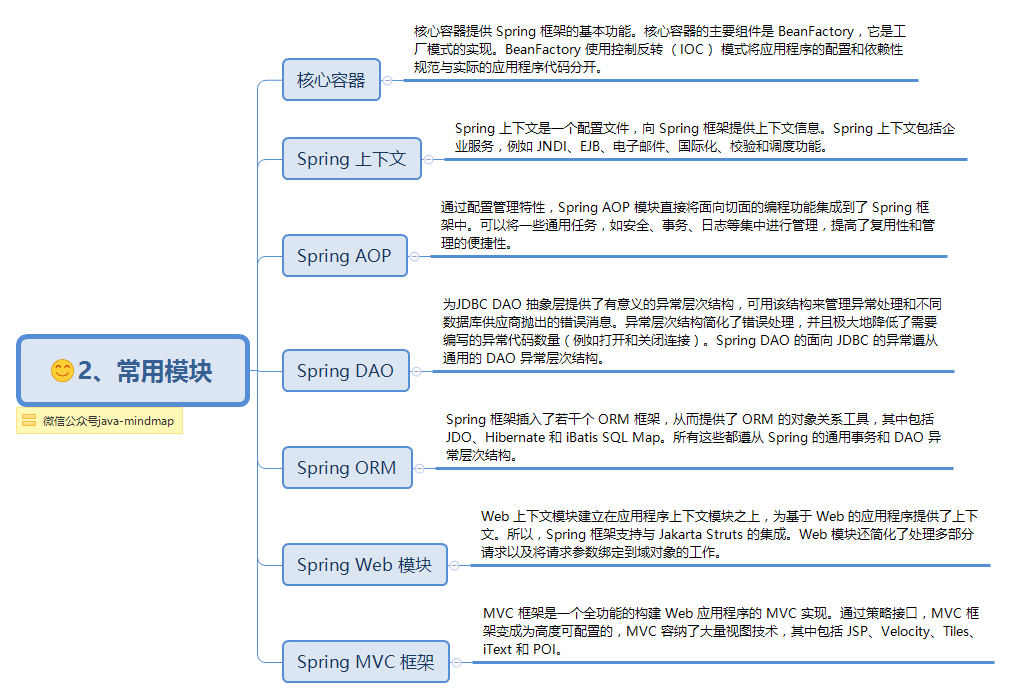 核心容器提供 Spring 框架的基本功能。核心容器的主要组件是 BeanFactory，它是工
厂模式的实现。BeanFactory 使用控制反转 （IOC ） 模式将应用程序的配置和依赖性
规范与实际的应用程序代码分开。
核心容器
Spring 上下文是一个配置文件，向 Spring 框架提供上下文信息。Spring 上下文包括企
业服务，例如 JNDI、EJB、电子邮件、国际化、校验和调度功能。
Spring 上下文
通过配置管理特性，Spring AOP 模块直接将面向切面的编程功能集成到了 Spring 框
架中。可以将一些通用任务，如安全、事务、日志等集中进行管理，提高了复用性和管
理的便捷性。
Spring AOP
为JDBC DAO 抽象层提供了有意义的异常层次结构，可用该结构来管理异常处理和不同
数据库供应商抛出的错误消息。异常层次结构简化了错误处理，并且极大地降低了需要
编写的异常代码数量（例如打开和关闭连接）。Spring DAO 的面向 JDBC 的异常遵从
通用的 DAO 异常层次结构。
Spring DAO
2、常用模块
微信公众号java-mindmap
Spring 框架插入了若干个 ORM 框架，从而提供了 ORM 的对象关系工具，其中包括
JDO、Hibernate 和 iBatis SQL Map。所有这些都遵从 Spring 的通用事务和 DAO 异
常层次结构。
Spring ORM
Web 上下文模块建立在应用程序上下文模块之上，为基于 Web 的应用程序提供了上下
文。所以，Spring 框架支持与 Jakarta Struts 的集成。Web 模块还简化了处理多部分
请求以及将请求参数绑定到域对象的工作。
Spring Web 模块
MVC 框架是一个全功能的构建 Web 应用程序的 MVC 实现。通过策略接口，MVC 框
架变成为高度可配置的，MVC 容纳了大量视图技术，其中包括 JSP、Velocity、Tiles、
iText 和 POI。
Spring MVC 框架